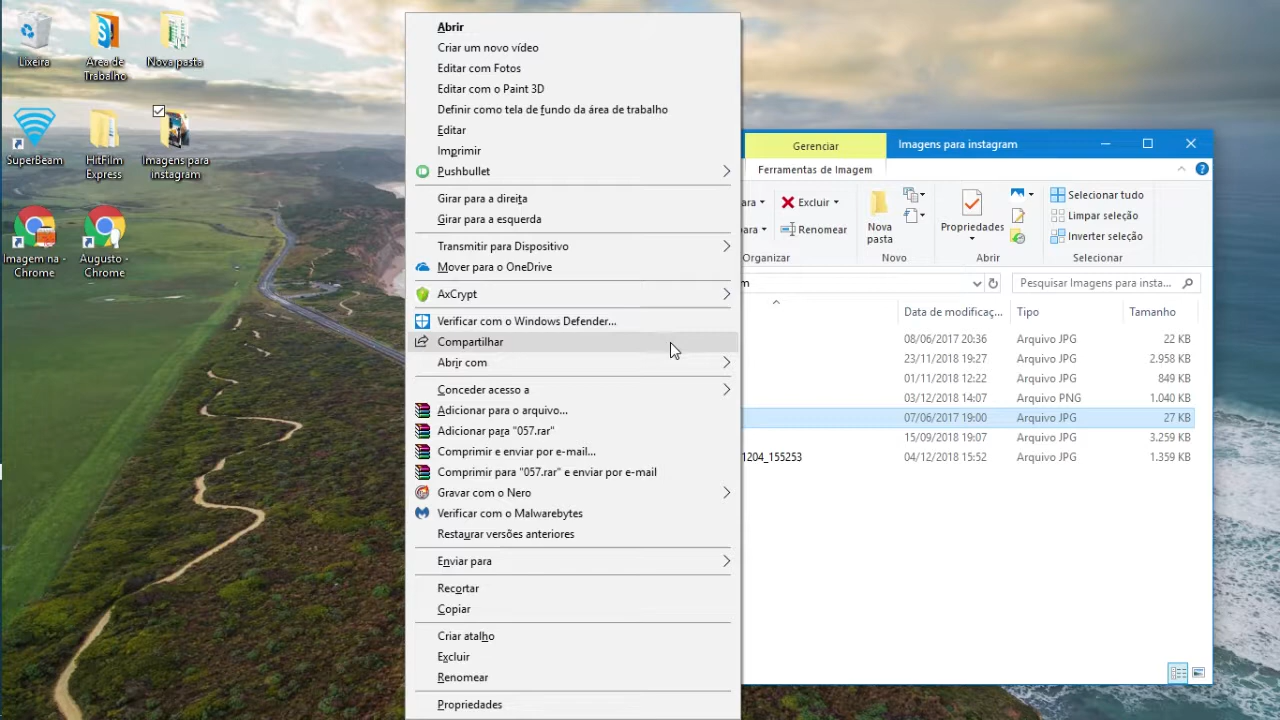 Lixeira
Área de
Trabalho
Nova pasta
SuperBeam
HitFilm
Express
Imagens para
instagram
Imagem na -
Chrome
Augusto -
Chrome
Abrir
Criar um novo vídeo
Editar com Fotos
Editar com o Paint 3D
Definir como tela de fundo da área de trabalho
Editar
Imprimir
Pushbullet
Girar para a direita
Girar para a esquerda
Transmitir para Dispositivo
Mover para o OneDrive
AxCrypt
Verificar com o Windows Defender...
Compartilhar
Abrir com
Conceder acesso a
Adicionar para o arquivo...
Adicionar para "057.rar"
Comprimir e enviar por e-mail...
Comprimir para "057.rar" e enviar por e-mail
Gravar com o Nero
Verificar com o Malwarebytes
Restaurar versões anteriores
Enviar para
Recortar
Copiar
Criar atalho
Excluir
Renomear
Propriedades
Gerenciar
Imagens para instagram
Ferramentas de Imagem
ara
Excluir
para
Renomear
Organizar
Nova
pasta
Novo
Propriedades
Abrir
Selecionar tudo
Limpar seleção
Inverter seleção
Selecionar
m
Pesquisar Imagens para insta...
Data de modificaç... Tipo Tamanho
08/06/2017 20:36 Arquivo JPG 22 KB
23/11/2018 19:27 Arquivo JPG 2.958 KB
01/11/2018 12:22 Arquivo JPG 849 KB
03/12/2018 14:07 Arquivo PNG 1.040 KB
07/06/2017 19:00 Arquivo JPG 27 KB
15/09/2018 19:07 Arquivo JPG 3.259 KB
1204_155253 04/12/2018 15:52 Arquivo JPG 1.359 KB